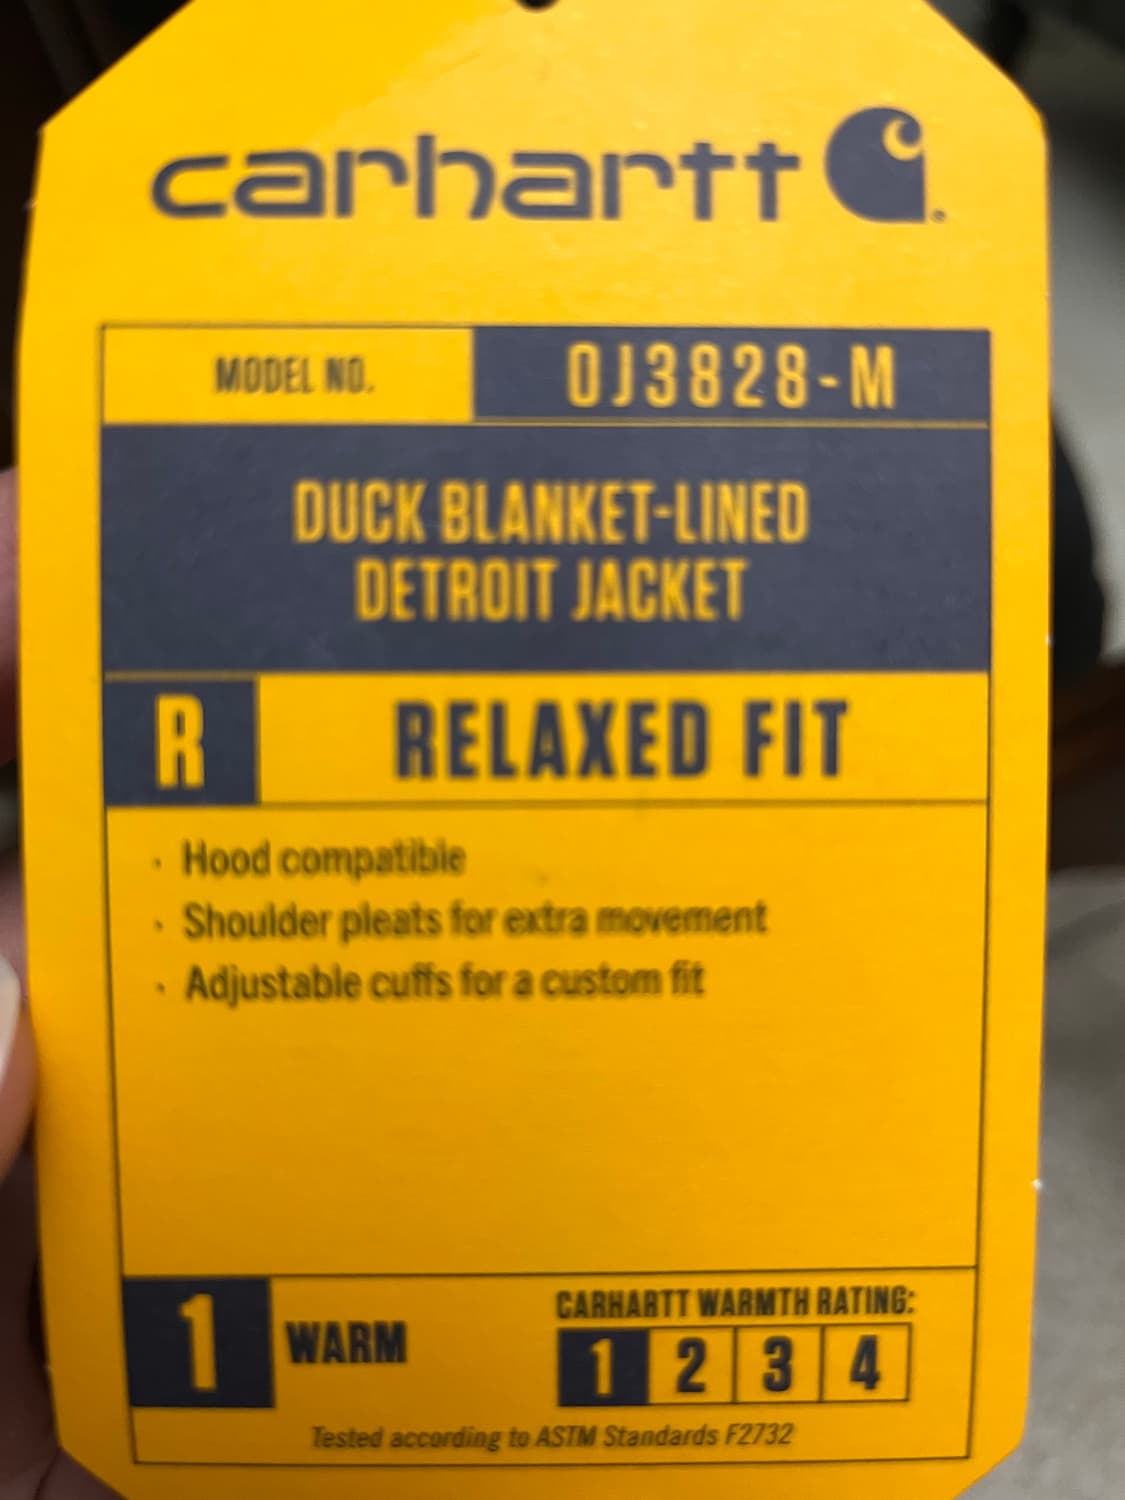 carhartt
MODEL NO.
OJ3828-M
DUCK BLANKET-LINED
DETROIT JACKET
R
RELAXED FIT
· Hood compatible
· Shoulder pleats for extra movement
· Adjustable cuffs for a custom fit
1
WARM
CARHARTT WARMTH RATING:
1 2 3 4
Tested according to ASTM Standards F2732